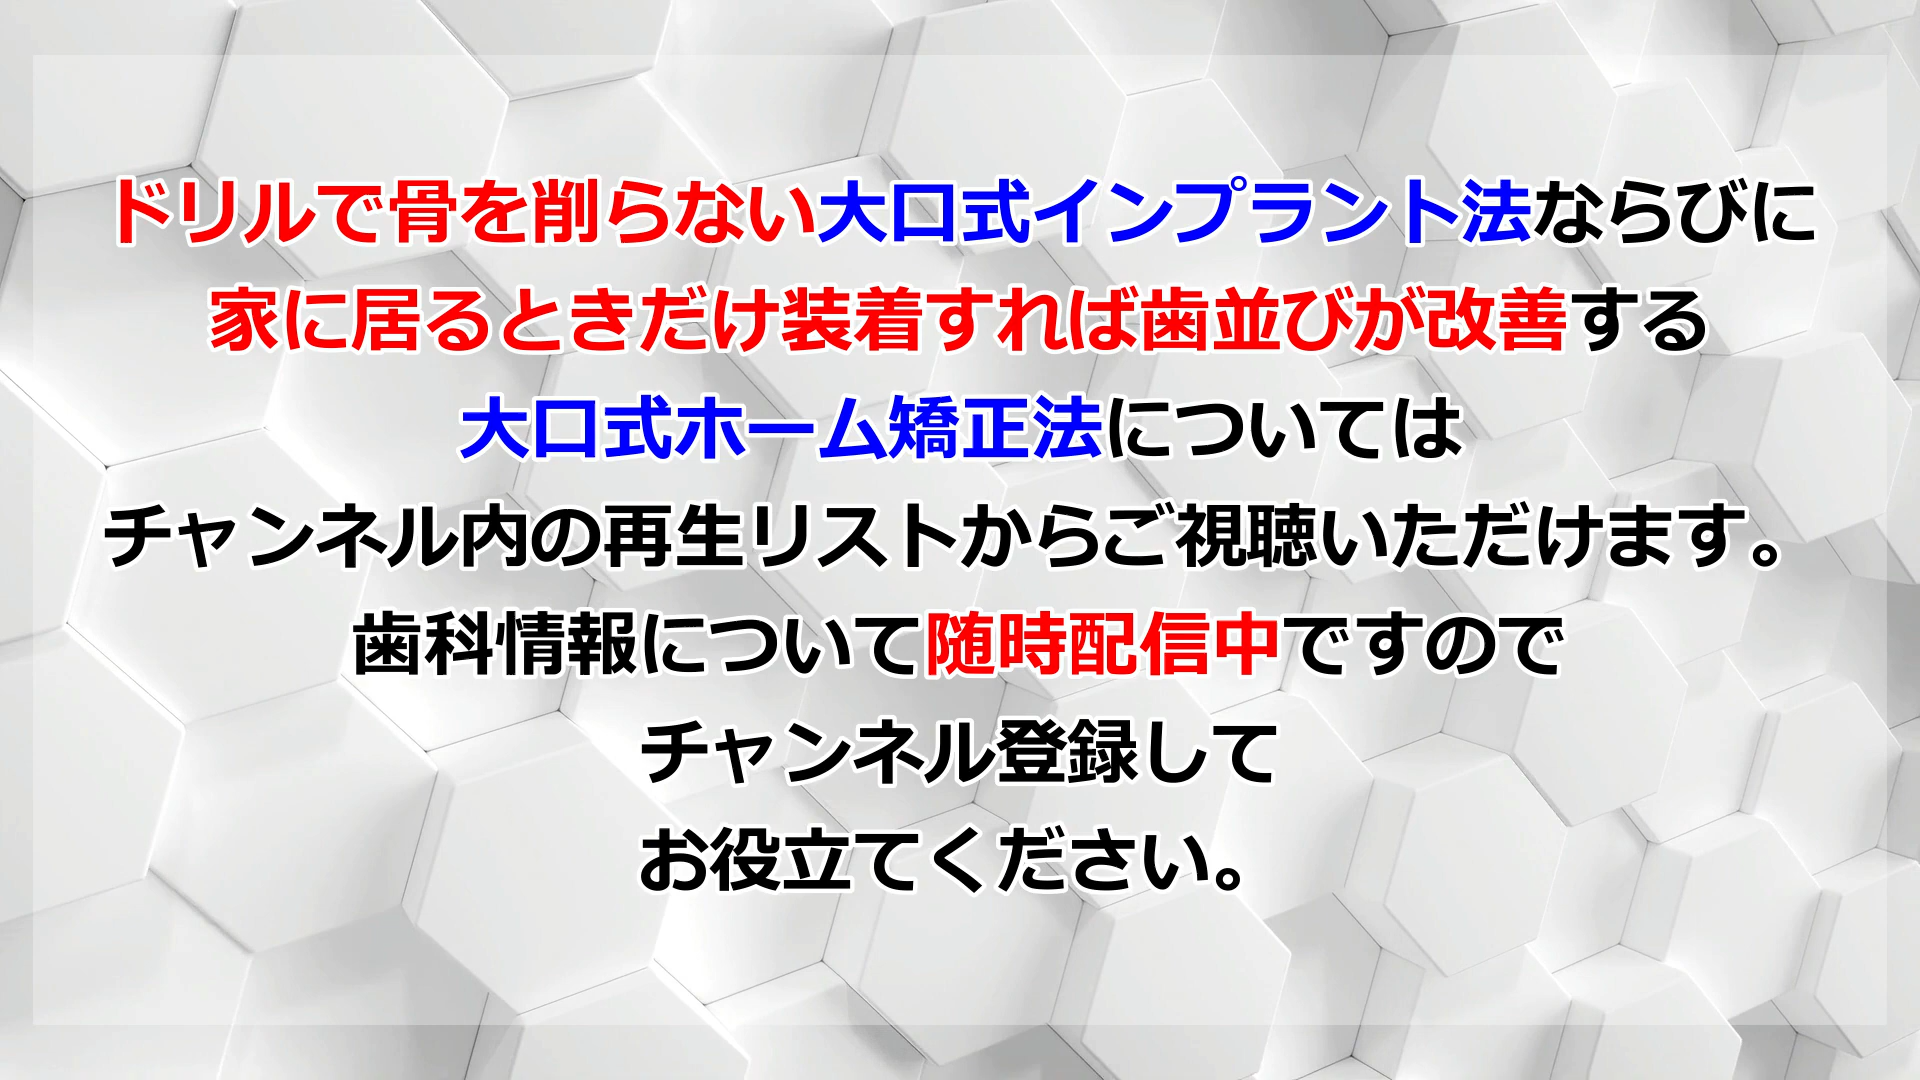 ドリルで骨を削らない大口式インプラント法ならびに
家に居るときだけ装着すれば歯並びが改善する
大口式ホーム矯正法については
チャンネル内の再生リストからご視聴いただけます。
歯科情報について随時配信中ですので
チャンネル登録して
お役立てください。